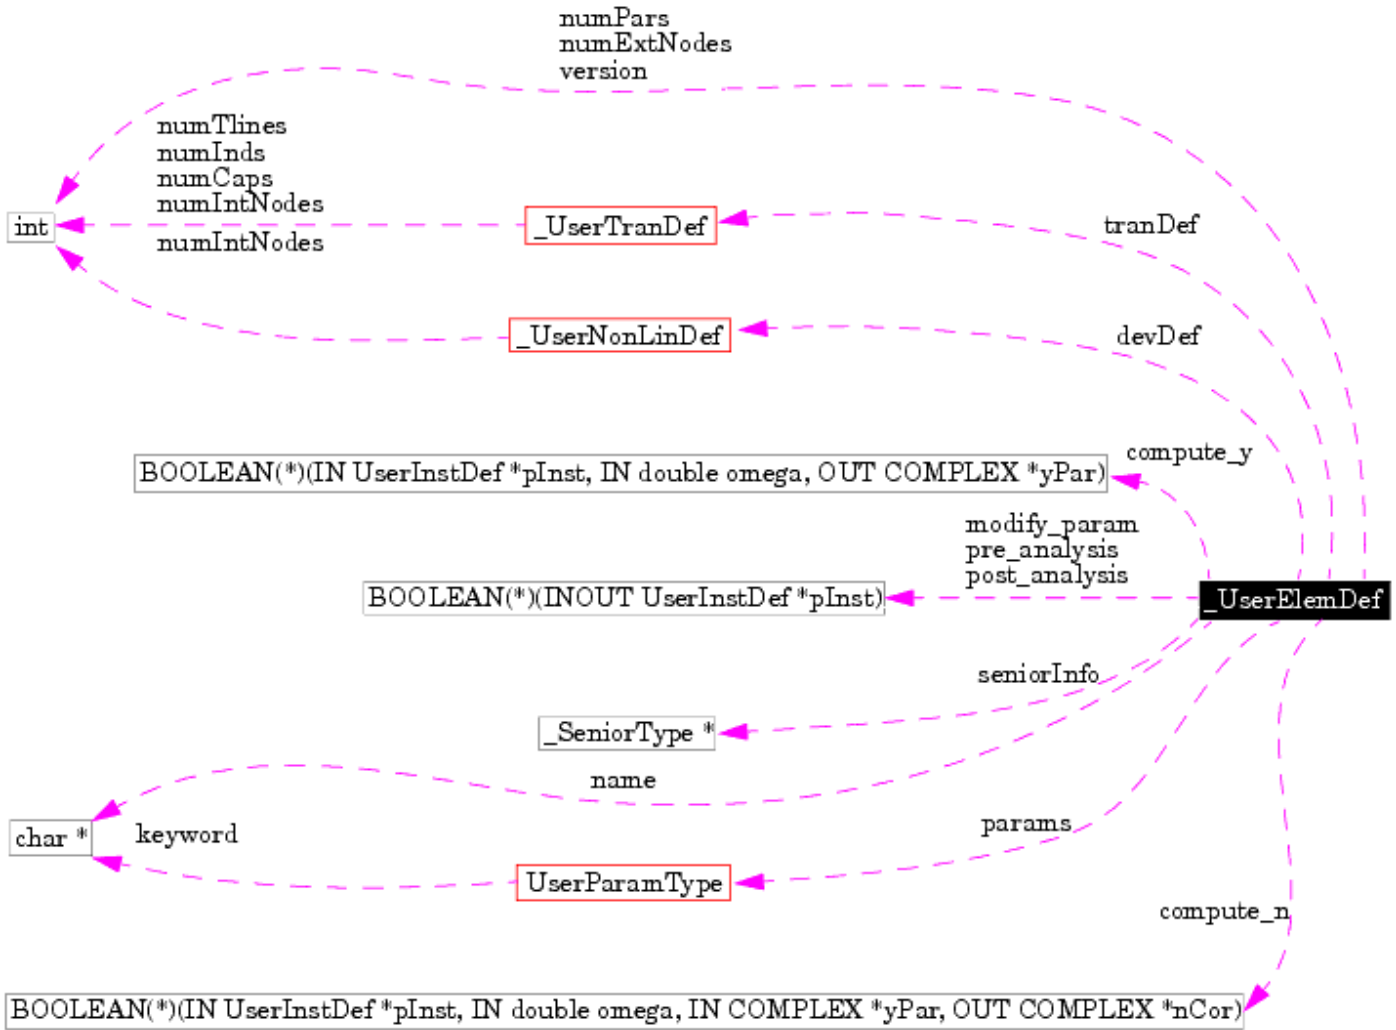 numPars
numExtNodes
version
numTlines
numInds
numCaps
numIntNodes
int
_UserTranDef
tranDef
numIntNodes
_UserNonLinDef
devDef
compute_y
BOOLEAN(*)(IN UserInstDef *pInst, IN double omega, OUT COMPLEX *yPar)
modify_param
pre_analysis
post_analysis
BOOLEAN(*)(INOUT UserInstDef *pInst)
_UserElemDef
seniorInfo
_SeniorType *
name
params
char *
keyword
UserParamType
compute_n
BOOLEAN(*)(IN UserInstDef *pInst, IN double omega, IN COMPLEX *yPar, OUT COMPLEX *nCor)